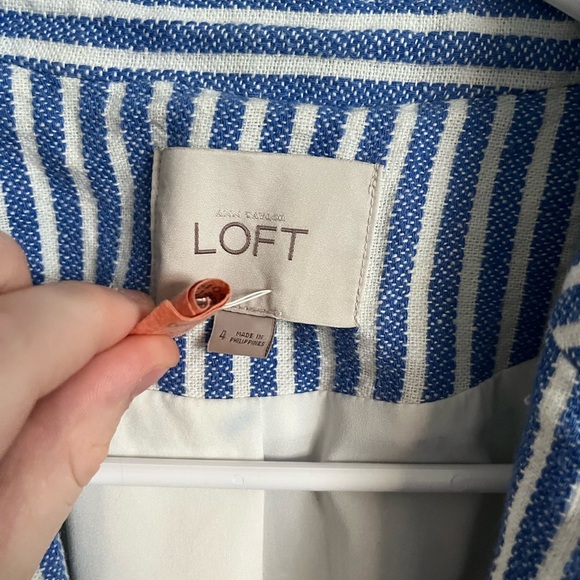 ANN TAYLOR
LOFT
4
MADE IN
PHILIPPINES